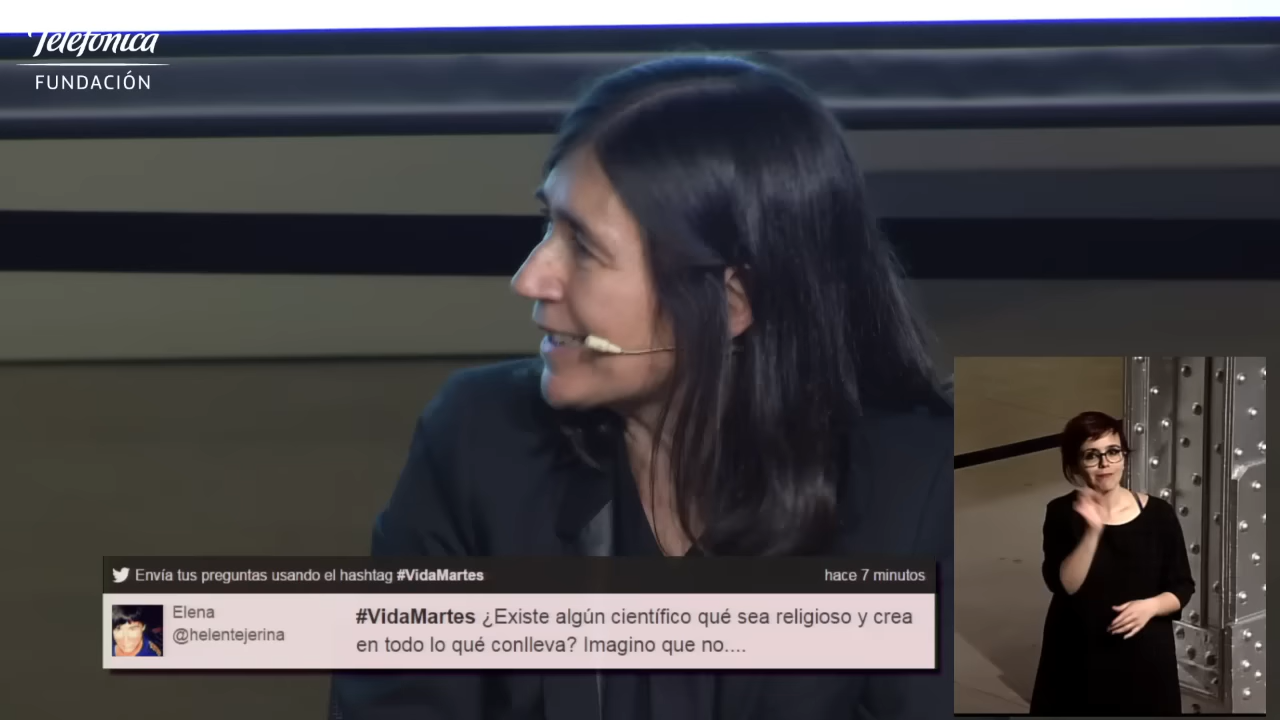 Telefónica
FUNDACIÓN
Envía tus preguntas usando el hashtag #VidaMartes
hace 7 minutos
Elena
@helentejerina
#VidaMartes ¿Existe algún científico qué sea religioso y crea
en todo lo qué conlleva? Imagino que no....